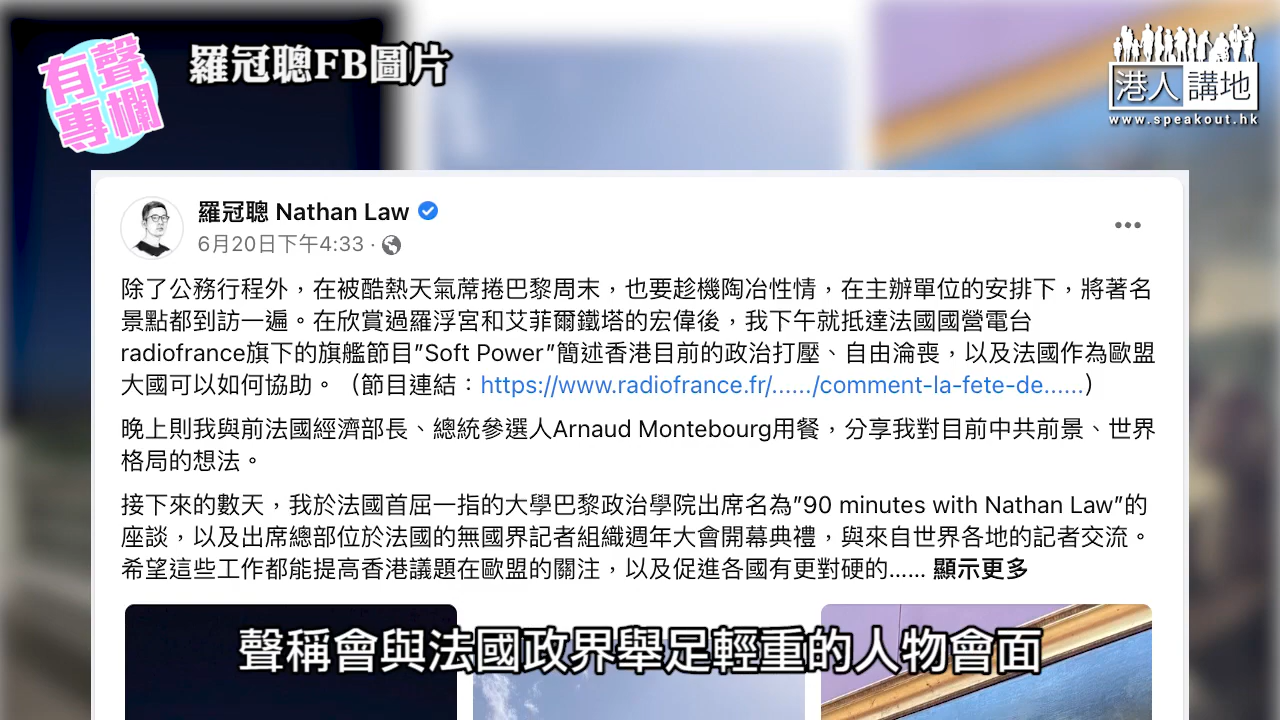 有聲
專欄
羅冠聰FB圖片
港人講地
www.speakout.hk
羅冠聰 Nathan Law
6月20日下午4:33 ·
除了公務行程外，在被酷熱天氣蓆捲巴黎周末，也要趁機陶冶性情，在主辦單位的安排下，將著名
景點都到訪一遍。在欣賞過羅浮宮和艾菲爾鐵塔的宏偉後，我下午就抵達法國國營電台
radiofrance旗下的旗艦節目”Soft Power”簡述香港目前的政治打壓、自由淪喪，以及法國作為歐盟
大國可以如何協助。（節目連結：https://www.radiofrance.fr/……/comment-la-fete-de……）
晚上則我與前法國經濟部長、總統參選人Arnaud Montebourg用餐，分享我對目前中共前景、世界
格局的想法。
接下來的數天，我於法國首屈一指的大學巴黎政治學院出席名為”90 minutes with Nathan Law”的
座談，以及出席總部位於法國的無國界記者組織週年大會開幕典禮，與來自世界各地的記者交流。
希望這些工作都能提高香港議題在歐盟的關注，以及促進各國有更對硬的…… 顯示更多
聲稱會與法國政界舉足輕重的人物會面